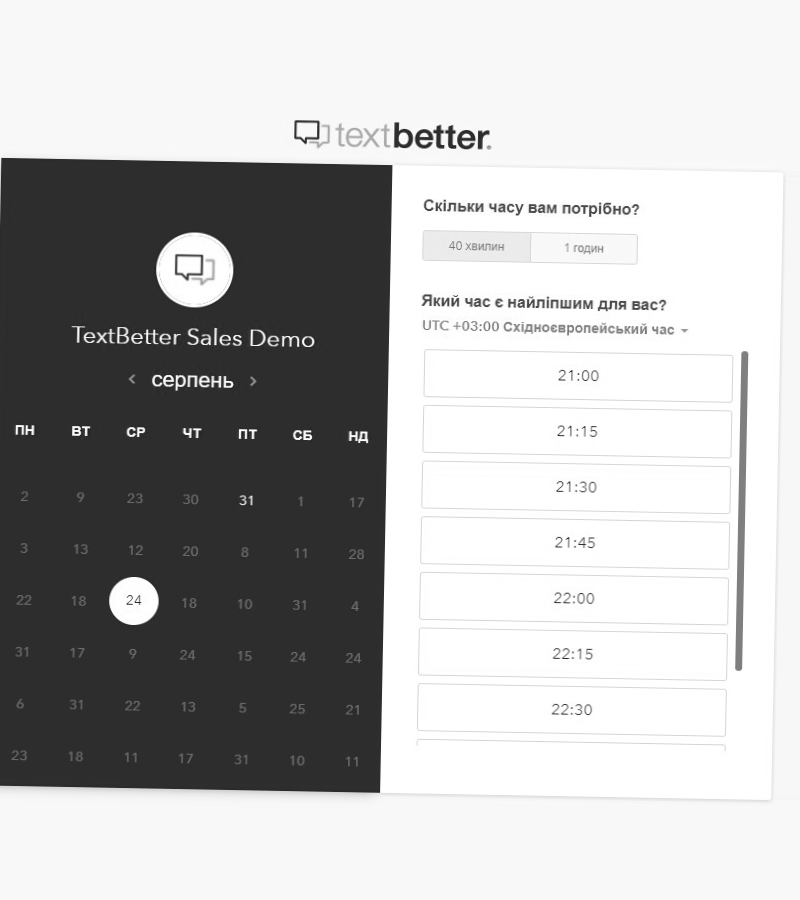 textbetter.
TextBetter Sales Demo
серпень
ПН ВТ СР ЧТ ПТ СБ НД
2 9 23 30 31 1 17
3 13 12 20 8 11 28
22 18 24 18 10 31 4
31 17 9 24 15 24 24
6 31 22 13 5 25 21
23 18 11 17 31 10 11
Скільки часу вам потрібно?
40 хвилин 1 годин
Який час є найліпшим для вас?
UTC +03:00 Східноєвропейський час
21:00
21:15
21:30
21:45
22:00
22:15
22:30